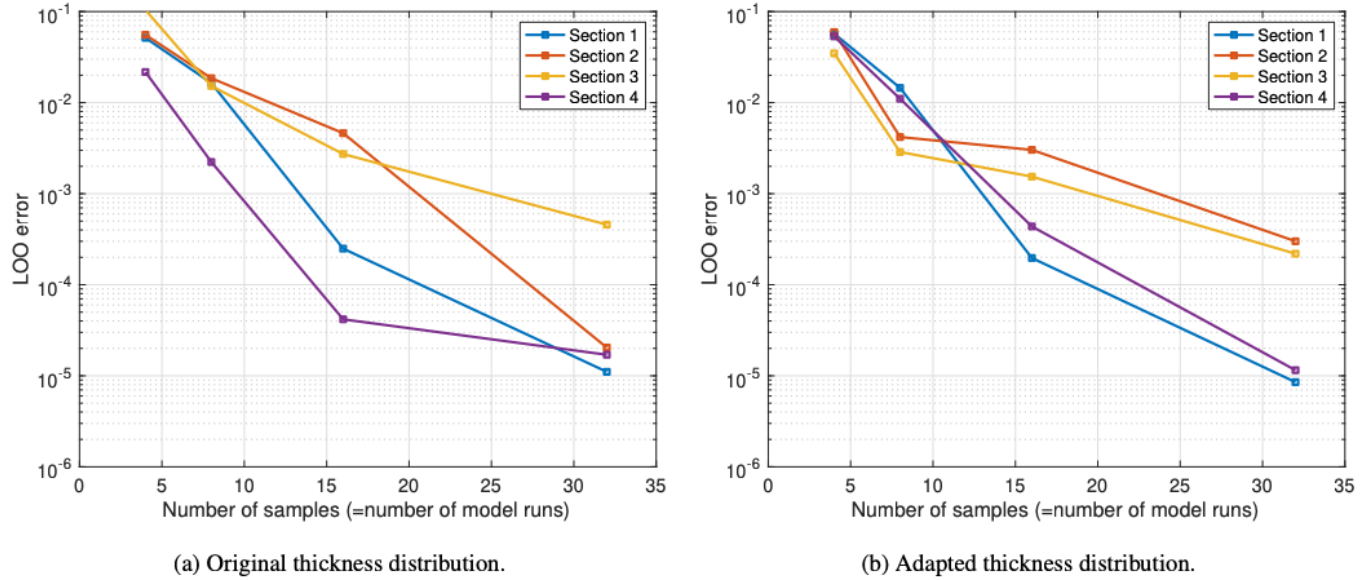 10^-1
10^-2
10^-3
10^-4
10^-5
10^-6
LOO error
0 5 10 15 20 25 30 35
Number of samples (=number of model runs)
Section 1
Section 2
Section 3
Section 4
(a) Original thickness distribution.
10^-1
10^-2
10^-3
10^-4
10^-5
10^-6
LOO error
0 5 10 15 20 25 30 35
Number of samples (=number of model runs)
Section 1
Section 2
Section 3
Section 4
(b) Adapted thickness distribution.